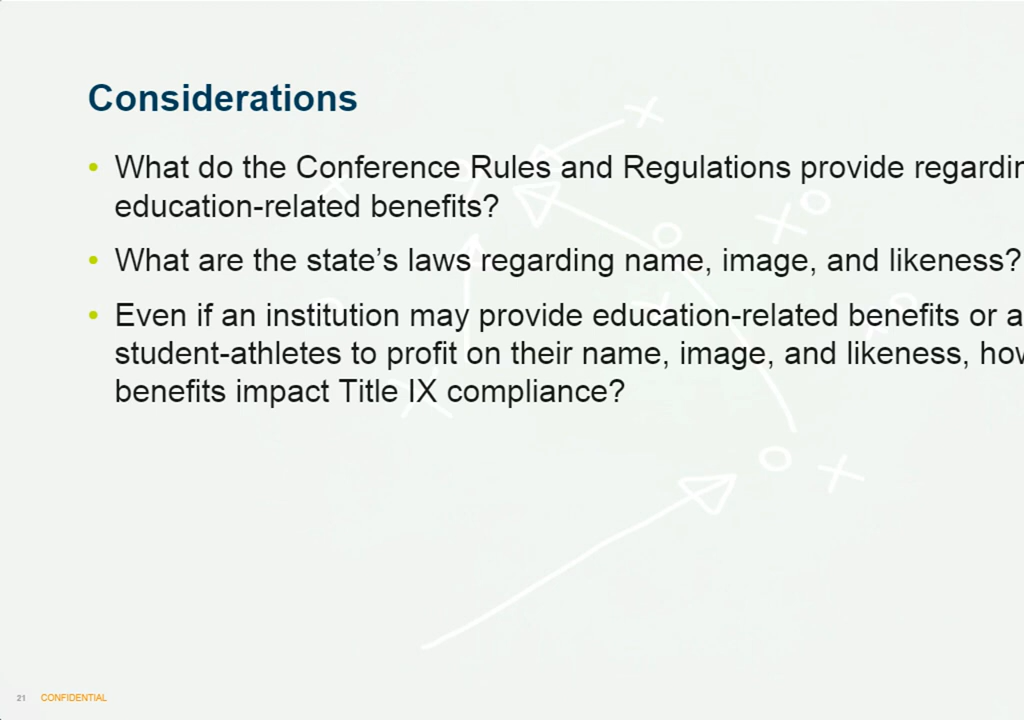 Considerations
• What do the Conference Rules and Regulations provide
education-related benefits?
• What are the state’s laws regarding name, image, and likeness?
• Even if an institution may provide education-related benefits or
student-athletes to profit on their name, image, and likeness,
benefits impact Title IX compliance?
21 CONFIDENTIAL